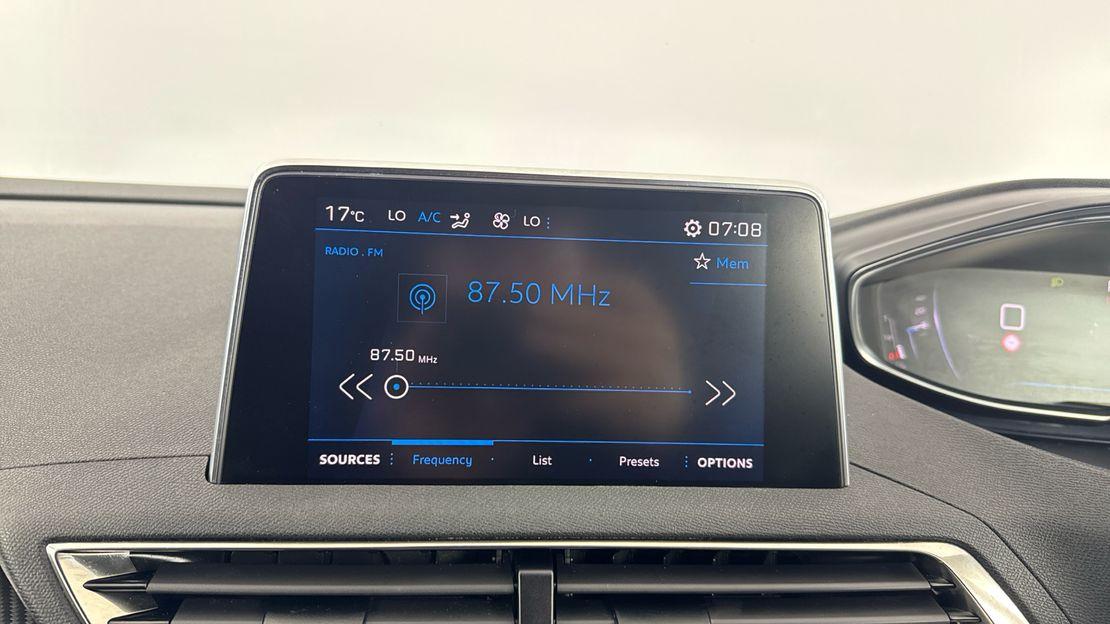 17°C LO A/C LO 07:08
RADIO . FM
Mem
87.50 MHz
87.50 MHz
SOURCES Frequency List Presets OPTIONS